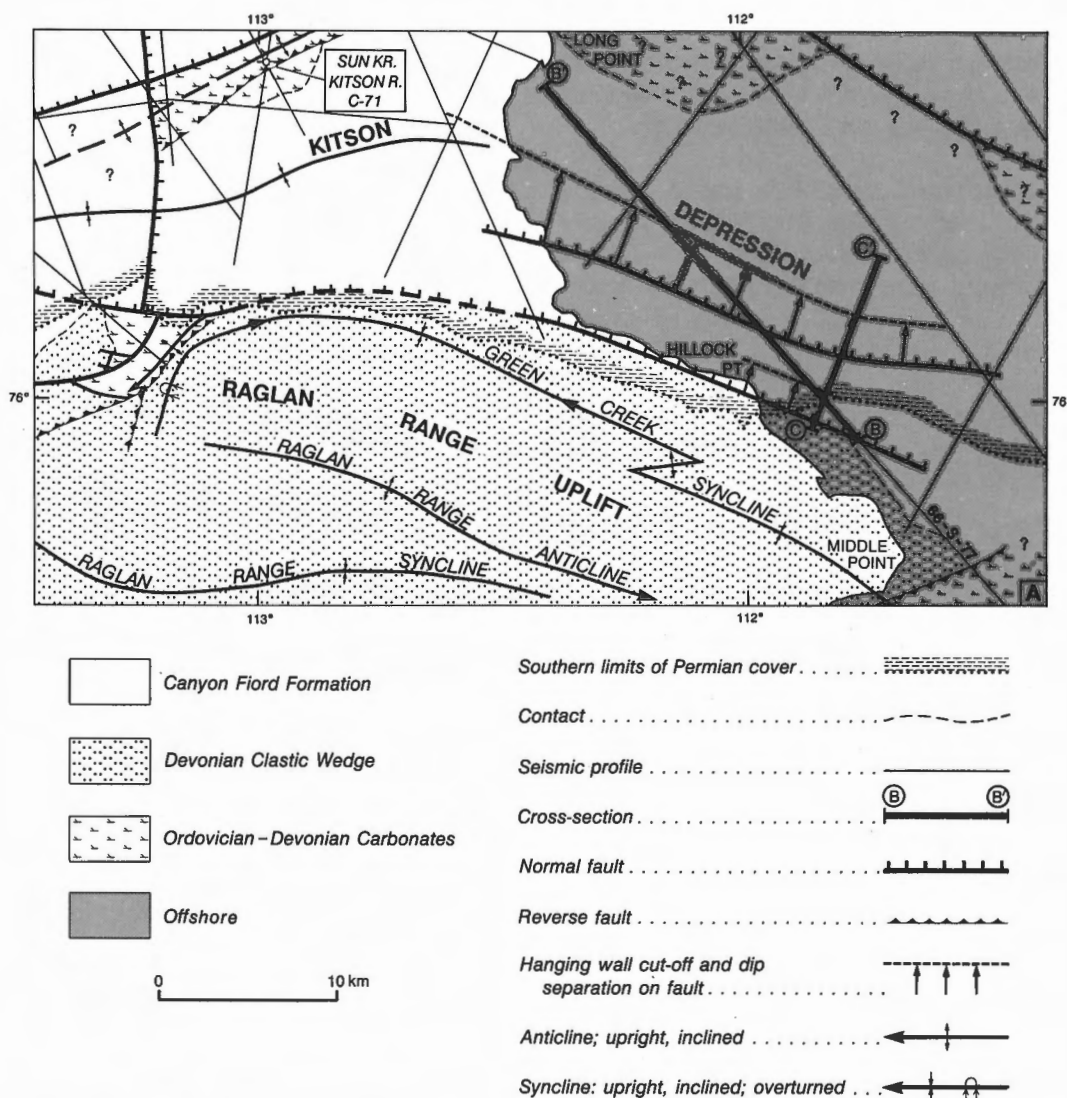 113°
112°
LONG
POINT
?
?
?
B'
SUN KR.
KITSON R.
C-71
?
?
?
?
?
KITSON
DEPRESSION
C'
HILLOCK
PT
76°
76
RAGLAN
RANGE
UPLIFT
GREEN
CREEK
SYNCLINE
C
B
RAGLAN
RANGE
ANTICLINE
MIDDLE
POINT
66-S-77
?
RAGLAN
RANGE
SYNCLINE
A
113°
112°
Canyon Fiord Formation
Devonian Clastic Wedge
Ordovician–Devonian Carbonates
Offshore
0
10 km
Southern limits of Permian cover . . . . . . .
Contact . . . . . . . . . . . . . . . . . . . . . . . . . . .
Seismic profile . . . . . . . . . . . . . . . . . . . . .
B B'
Cross-section . . . . . . . . . . . . . . . . . . . . . .
Normal fault . . . . . . . . . . . . . . . . . . . . . . .
Reverse fault . . . . . . . . . . . . . . . . . . . . . .
Hanging wall cut-off and dip
separation on fault . . . . . . . . . . . . . . .
Anticline; upright, inclined . . . . . . . . . . .
Syncline: upright, inclined; overturned . . .